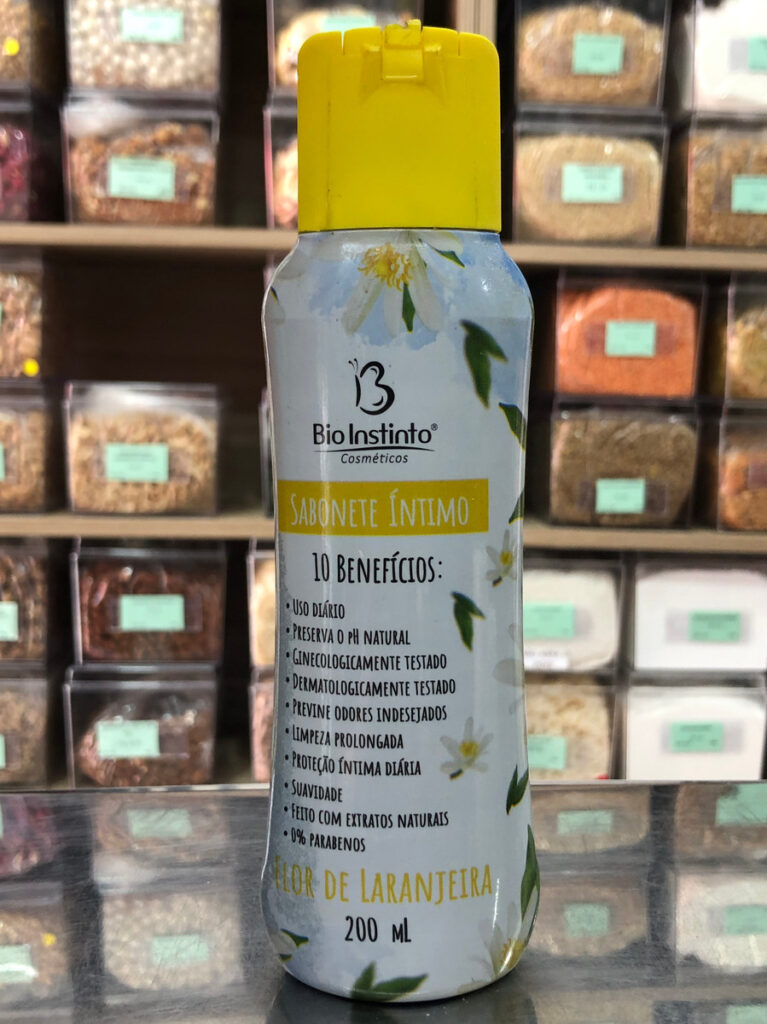 Bio Instinto®
Cosméticos
SABONETE ÍNTIMO
10 BENEFÍCIOS:
• USO DIÁRIO
• PRESERVA O pH NATURAL
• GINECOLOGICAMENTE TESTADO
• DERMATOLOGICAMENTE TESTADO
• PREVINE ODORES INDESEJADOS
• LIMPEZA PROLONGADA
• PROTEÇÃO ÍNTIMA DIÁRIA
• SUAVIDADE
• FEITO COM EXTRATOS NATURAIS
• 0% PARABENOS
FLOR DE LARANJEIRA
200 mL